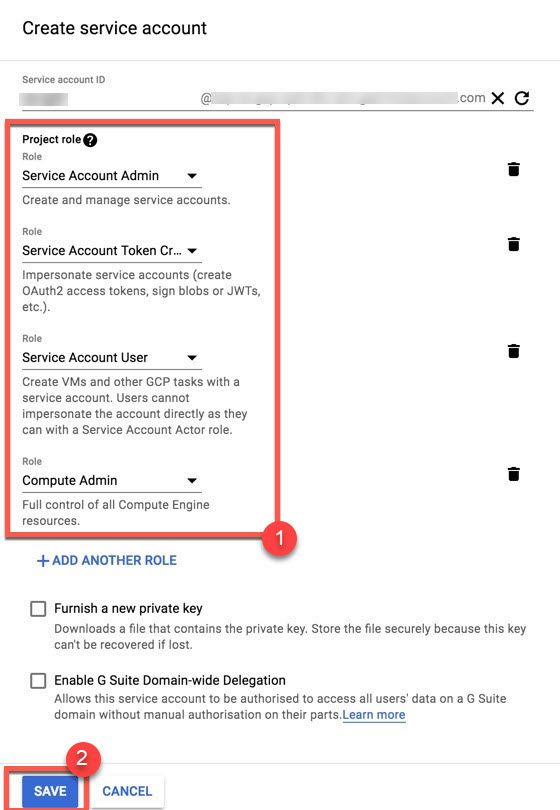 Create service account
Service account ID
@ .com
Project role ?
Role
Service Account Admin
Create and manage service accounts.
Role
Service Account Token Cr...
Impersonate service accounts (create
OAuth2 access tokens, sign blobs or JWTs,
etc.).
Role
Service Account User
Create VMs and other GCP tasks with a
service account. Users cannot
impersonate the account directly as they
can with a Service Account Actor role.
Role
Compute Admin
Full control of all Compute Engine
resources.
1
+ ADD ANOTHER ROLE
Furnish a new private key
Downloads a file that contains the private key. Store the file securely because this key
can't be recovered if lost.
Enable G Suite Domain-wide Delegation
Allows this service account to be authorised to access all users' data on a G Suite
domain without manual authorisation on their parts.Learn more
2
SAVE CANCEL